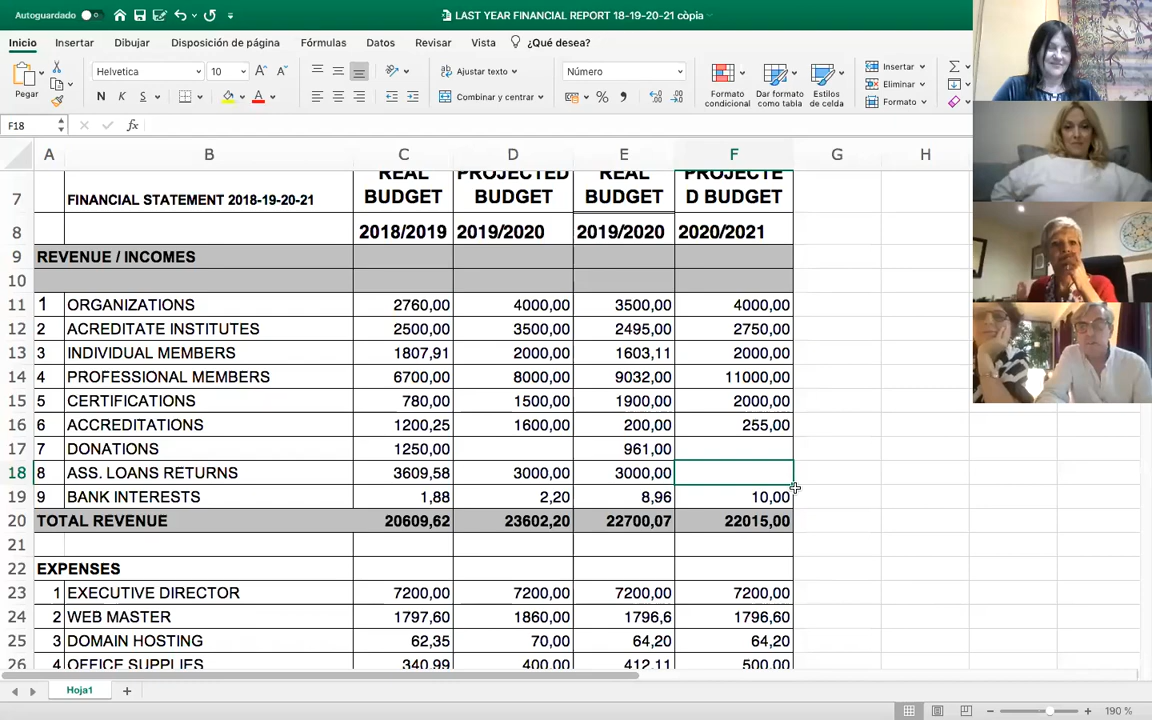 Autoguardado
LAST YEAR FINANCIAL REPORT 18-19-20-21 còpia
Inicio Insertar Dibujar Disposición de página Fórmulas Datos Revisar Vista ¿Qué desea?
Pegar
Helvetica 10 A A
N K S A
Ajustar texto
Combinar y centrar
Número
%
Formato condicional
Dar formato como tabla
Estilos de celda
Insertar
Eliminar
Formato
F18 fx
A B C D E F G H
7 FINANCIAL STATEMENT 2018-19-20-21 REAL BUDGET PROJECTED BUDGET REAL BUDGET PROJECTE D BUDGET
8 2018/2019 2019/2020 2019/2020 2020/2021
9 REVENUE / INCOMES
10
11 1 ORGANIZATIONS 2760,00 4000,00 3500,00 4000,00
12 2 ACREDITATE INSTITUTES 2500,00 3500,00 2495,00 2750,00
13 3 INDIVIDUAL MEMBERS 1807,91 2000,00 1603,11 2000,00
14 4 PROFESSIONAL MEMBERS 6700,00 8000,00 9032,00 11000,00
15 5 CERTIFICATIONS 780,00 1500,00 1900,00 2000,00
16 6 ACCREDITATIONS 1200,25 1600,00 200,00 255,00
17 7 DONATIONS 1250,00 961,00
18 8 ASS. LOANS RETURNS 3609,58 3000,00 3000,00
19 9 BANK INTERESTS 1,88 2,20 8,96 10,00
20 TOTAL REVENUE 20609,62 23602,20 22700,07 22015,00
21
22 EXPENSES
23 1 EXECUTIVE DIRECTOR 7200,00 7200,00 7200,00 7200,00
24 2 WEB MASTER 1797,60 1860,00 1796,6 1796,60
25 3 DOMAIN HOSTING 62,35 70,00 64,20 64,20
26 4 OFFICE SUPPLIES 340,99 400,00 412,11 500,00
Hoja1
190 %